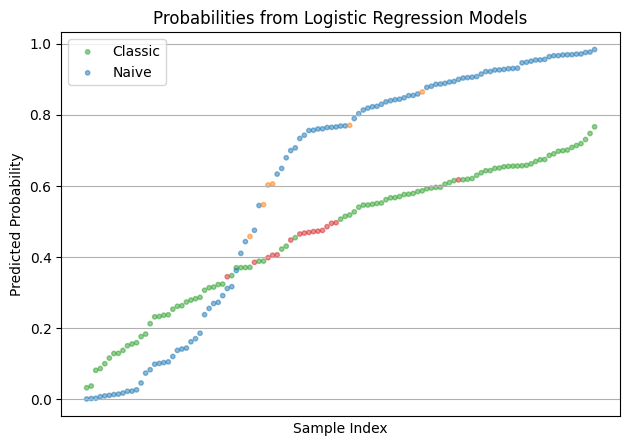 Probabilities from Logistic Regression Models
Classic
Naive
1.0
0.8
0.6
0.4
0.2
0.0
Predicted Probability
Sample Index